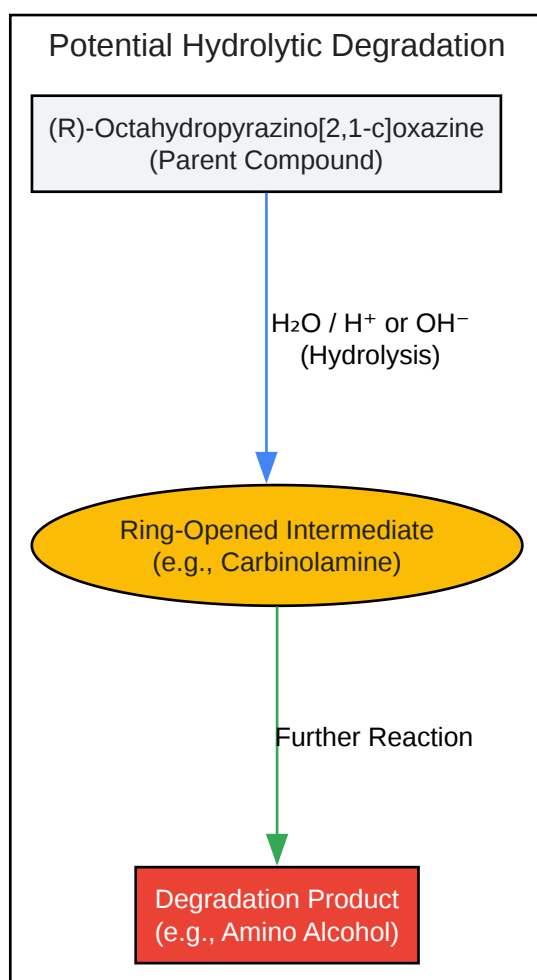 Potential Hydrolytic Degradation
(R)-Octahydropyrazino[2,1-c]oxazine
(Parent Compound)
H₂O / H⁺ or OH⁻
(Hydrolysis)
Ring-Opened Intermediate
(e.g., Carbinolamine)
Further Reaction
Degradation Product
(e.g., Amino Alcohol)